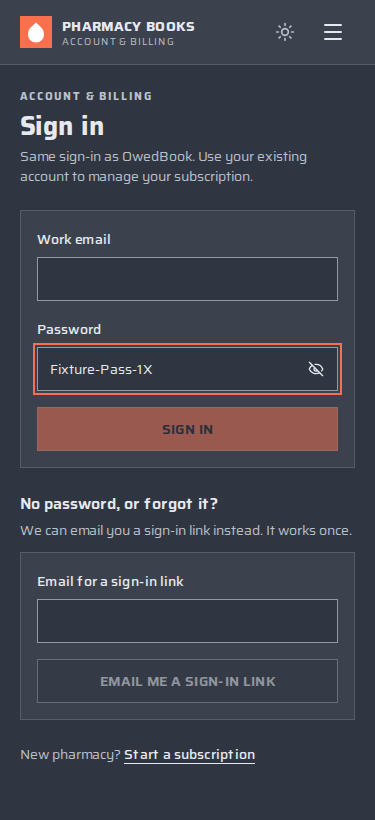 PHARMACY BOOKS
ACCOUNT & BILLING
ACCOUNT & BILLING
Sign in
Same sign-in as OwedBook. Use your existing
account to manage your subscription.
Work email
Password
Fixture-Pass-1X
SIGN IN
No password, or forgot it?
We can email you a sign-in link instead. It works once.
Email for a sign-in link
EMAIL ME A SIGN-IN LINK
New pharmacy? Start a subscription